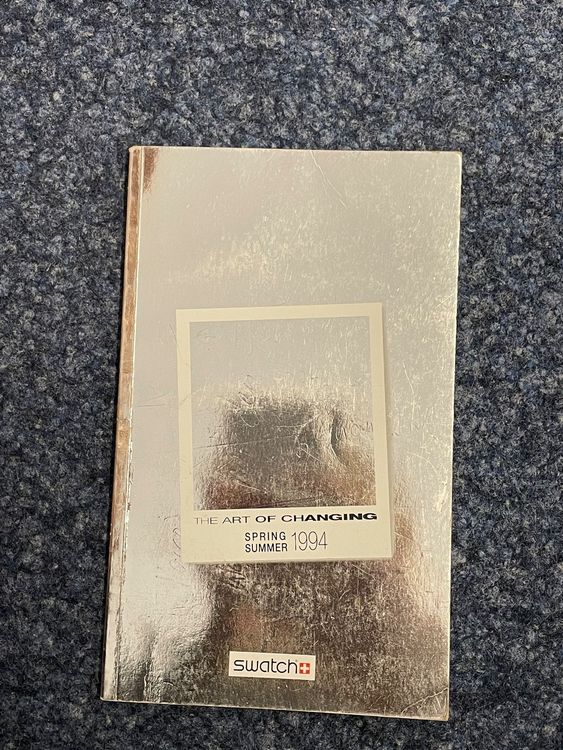 THE ART OF CHANGING
SPRING
SUMMER 1994
swatch